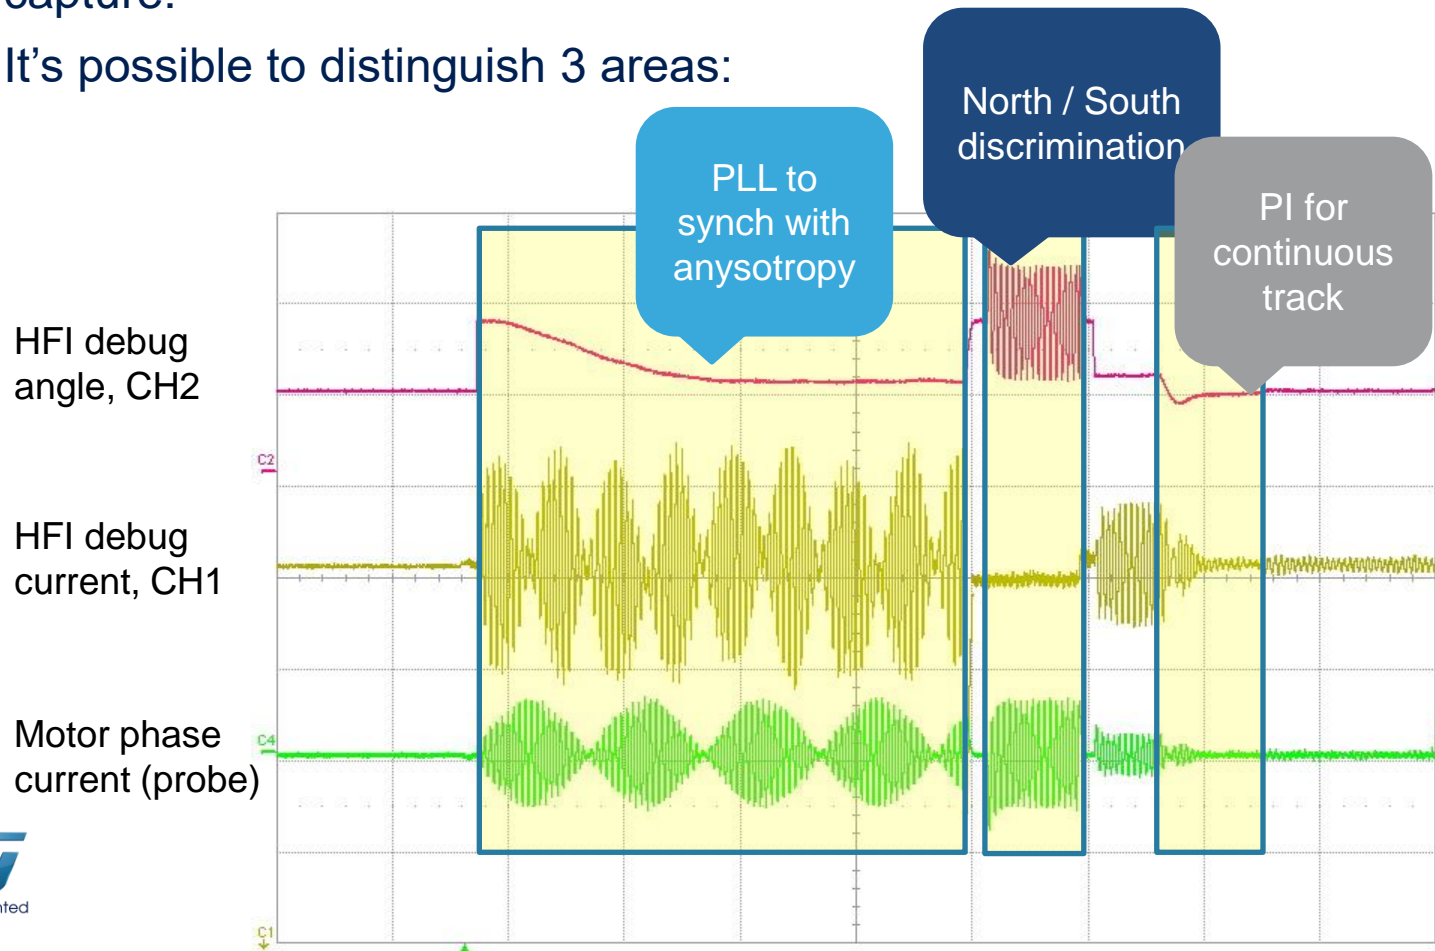 capture.
It’s possible to distinguish 3 areas:
North / South
discrimination
PLL to
synch with
anysotropy
PI for
continuous
track
HFI debug
angle, CH2
C2
HFI debug
current, CH1
Motor phase
current (probe)
C4
C1